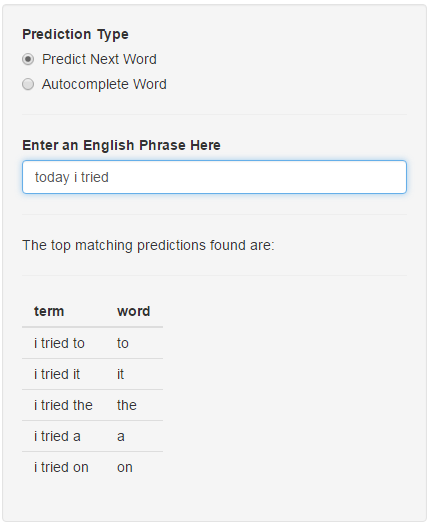 Prediction Type
Predict Next Word
Autocomplete Word
Enter an English Phrase Here
today i tried
The top matching predictions found are:
term word
i tried to to
i tried it it
i tried the the
i tried a a
i tried on on